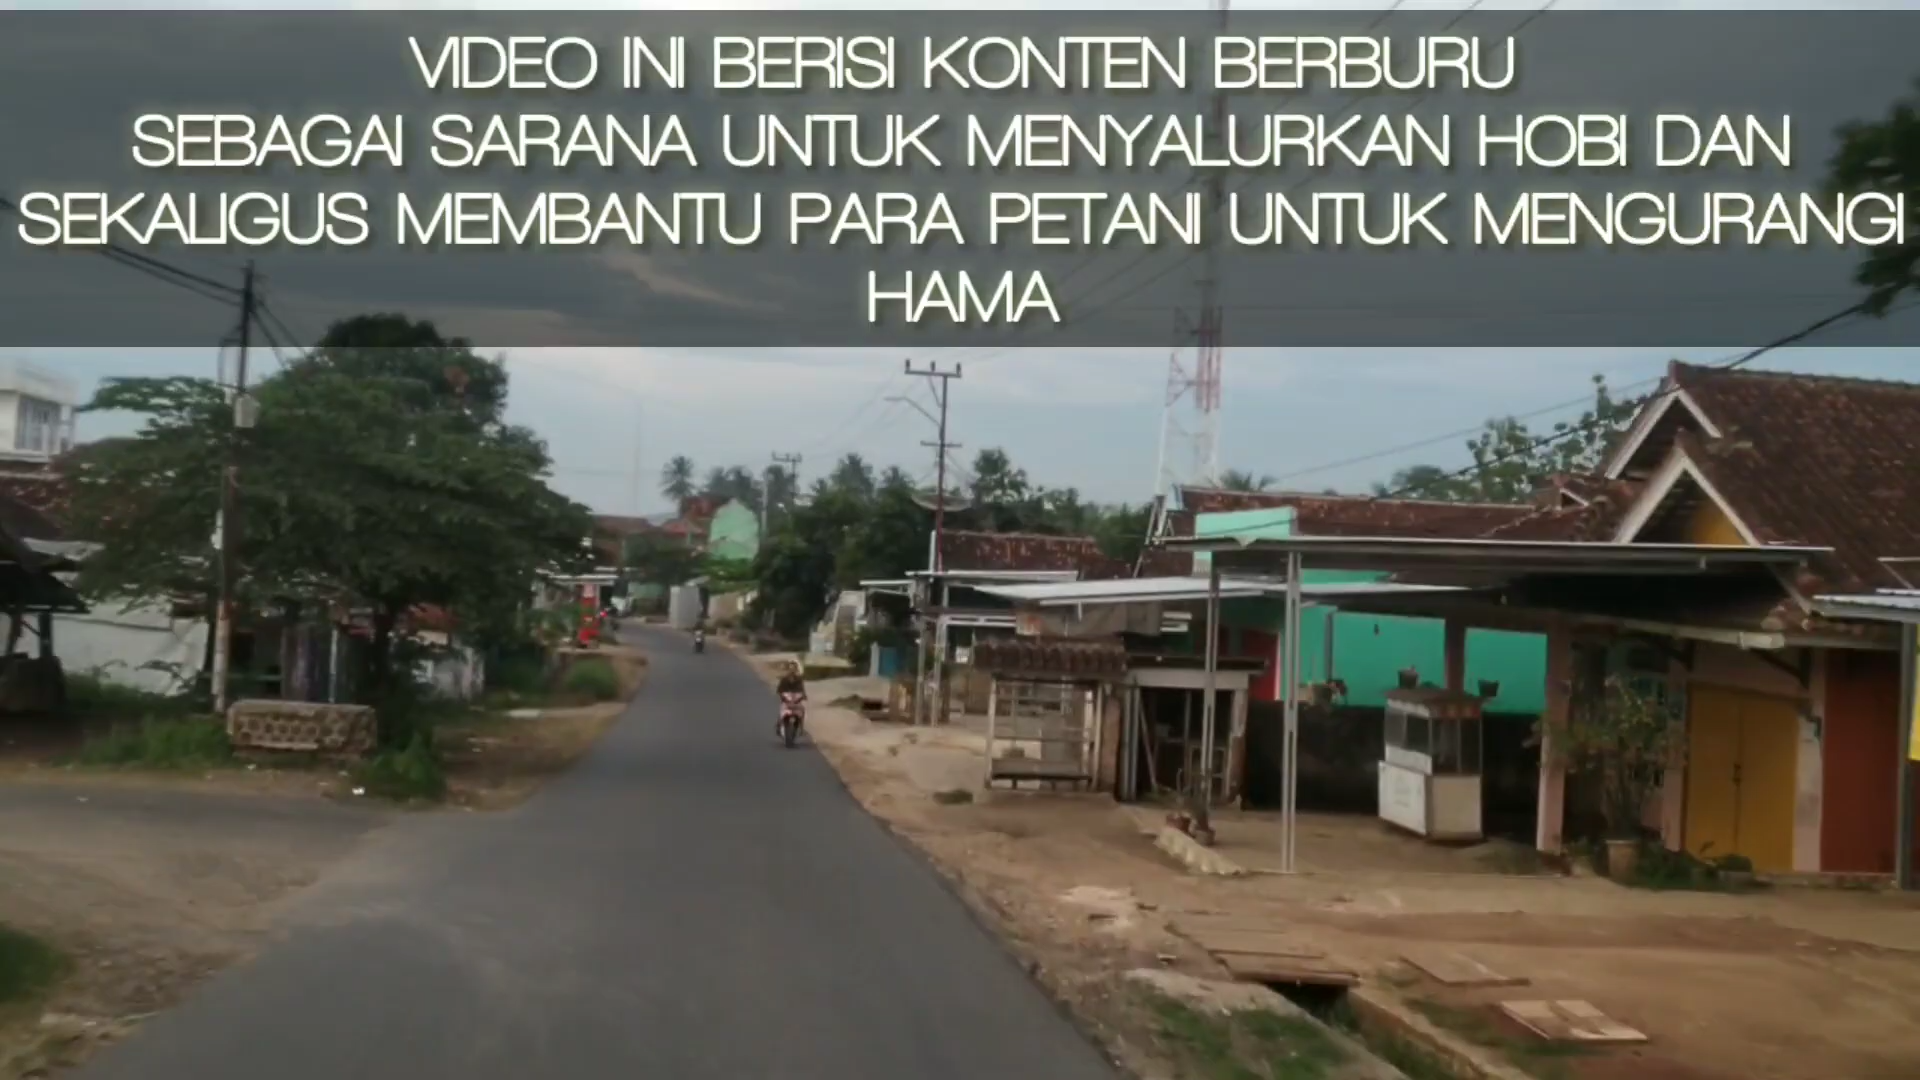 VIDEO INI BERISI KONTEN BERBURU
SEBAGAI SARANA UNTUK MENYALURKAN HOBI DAN
SEKALIGUS MEMBANTU PARA PETANI UNTUK MENGURANGI
HAMA